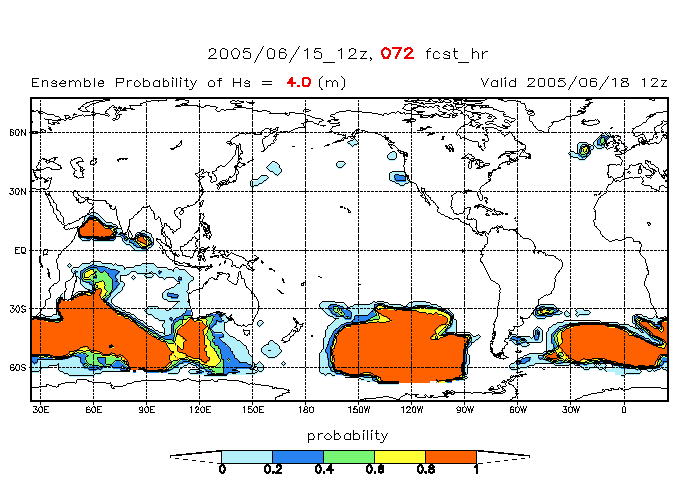 2005/06/15_12z, 072 fcst_hr
Ensemble Probability of Hs = 4.0 (m) Valid 2005/06/18 12z
60N
30N
EQ
30S
60S
30E 60E 90E 120E 150E 180 150W 120W 90W 60W 30W 0
probability
0 0.2 0.4 0.6 0.8 1